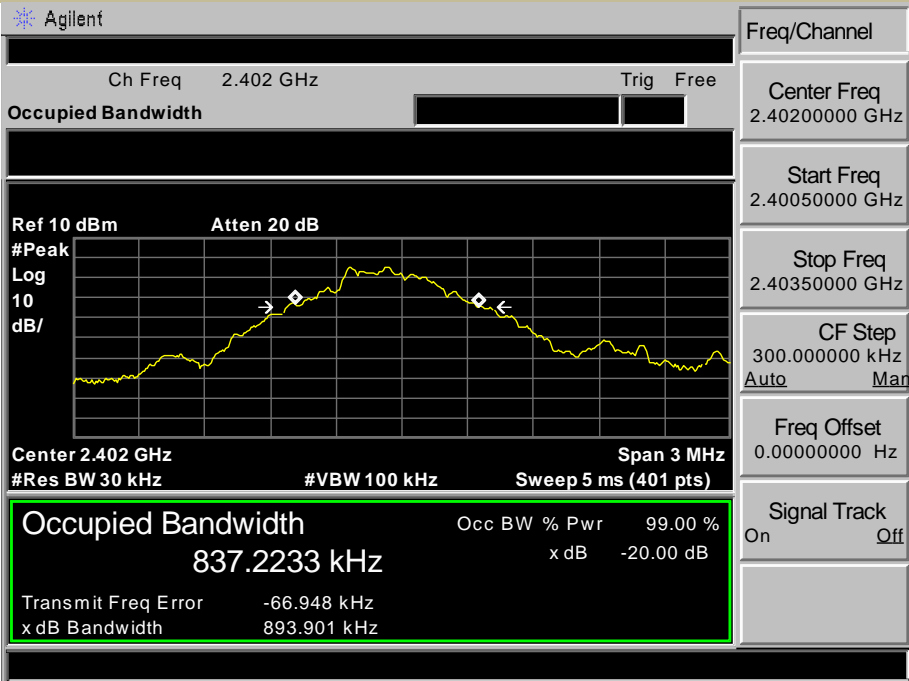 Agilent
Freq/Channel
Ch Freq 2.402 GHz Trig Free
Occupied Bandwidth
Center Freq
2.40200000 GHz
Start Freq
2.40050000 GHz
Stop Freq
2.40350000 GHz
CF Step
300.000000 kHz
Auto Man
Freq Offset
0.00000000 Hz
Signal Track
On Off
Ref 10 dBm Atten 20 dB
#Peak
Log
10
dB/
Center 2.402 GHz Span 3 MHz
#Res BW 30 kHz #VBW 100 kHz Sweep 5 ms (401 pts)
Occupied Bandwidth Occ BW % Pwr 99.00 %
837.2233 kHz x dB -20.00 dB
Transmit Freq Error -66.948 kHz
x dB Bandwidth 893.901 kHz